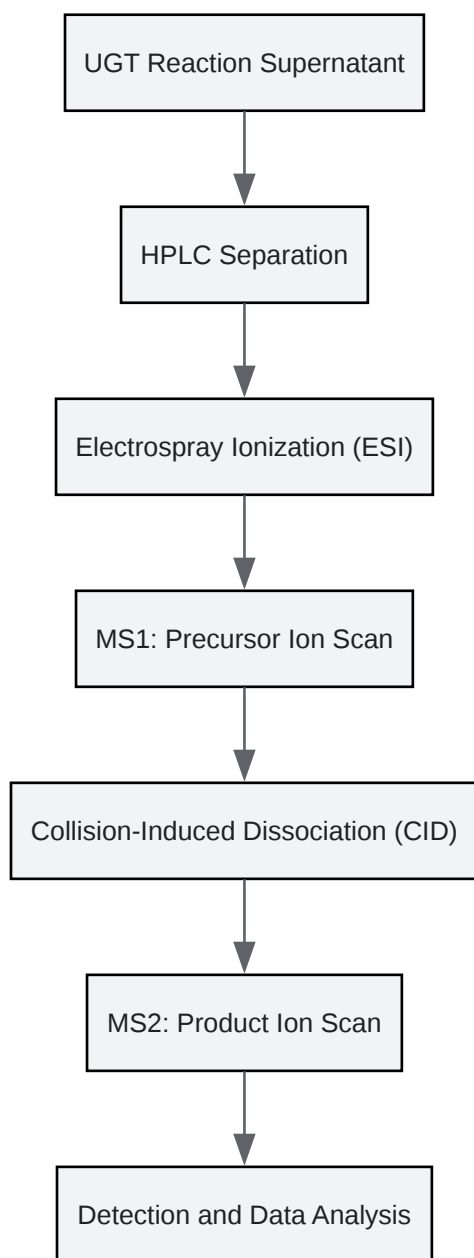 UGT Reaction Supernatant
HPLC Separation
Electrospray Ionization (ESI)
MS1: Precursor Ion Scan
Collision-Induced Dissociation (CID)
MS2: Product Ion Scan
Detection and Data Analysis